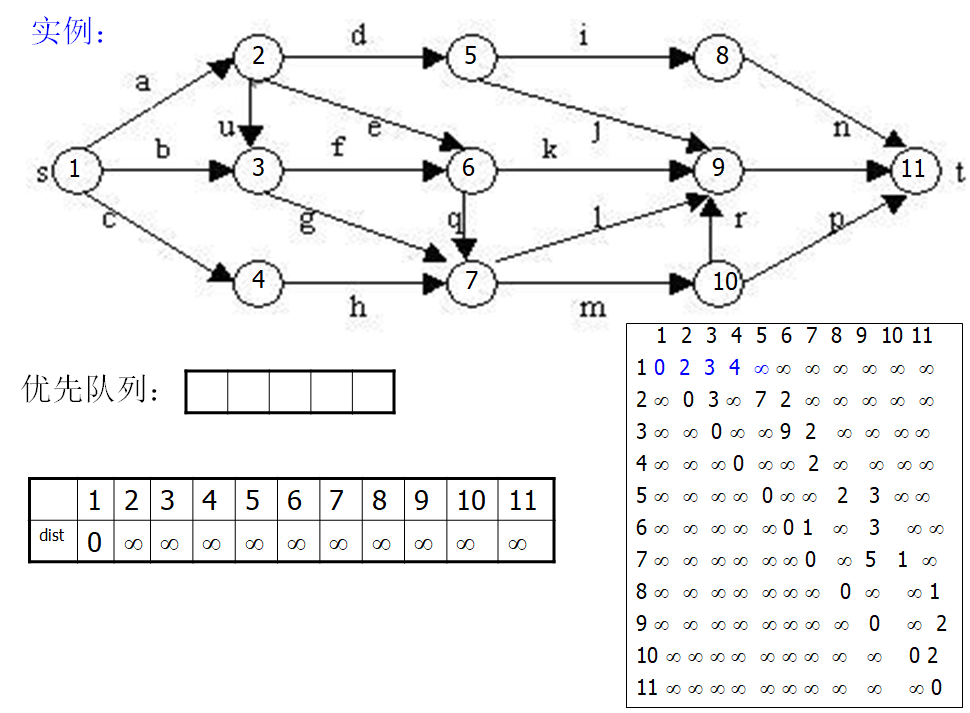 实例：
d i
2 5 8
a
u e j n
b f k
s 1 3 6 9 11 t
c g q l r p
4 7 10
h m
优先队列：
1 2 3 4 5 6 7 8 9 10 11
dist 0 ∞ ∞ ∞ ∞ ∞ ∞ ∞ ∞ ∞ ∞
1 2 3 4 5 6 7 8 9 10 11
1 0 2 3 4 ∞ ∞ ∞ ∞ ∞ ∞ ∞
2 ∞ 0 3 ∞ 7 2 ∞ ∞ ∞ ∞ ∞
3 ∞ ∞ 0 ∞ ∞ 9 2 ∞ ∞ ∞ ∞
4 ∞ ∞ ∞ 0 ∞ ∞ 2 ∞ ∞ ∞ ∞
5 ∞ ∞ ∞ ∞ 0 ∞ ∞ 2 3 ∞ ∞
6 ∞ ∞ ∞ ∞ ∞ 0 1 ∞ 3 ∞ ∞
7 ∞ ∞ ∞ ∞ ∞ ∞ 0 ∞ 5 1 ∞
8 ∞ ∞ ∞ ∞ ∞ ∞ ∞ 0 ∞ ∞ 1
9 ∞ ∞ ∞ ∞ ∞ ∞ ∞ ∞ 0 ∞ 2
10 ∞ ∞ ∞ ∞ ∞ ∞ ∞ ∞ ∞ 0 2
11 ∞ ∞ ∞ ∞ ∞ ∞ ∞ ∞ ∞ ∞ 0